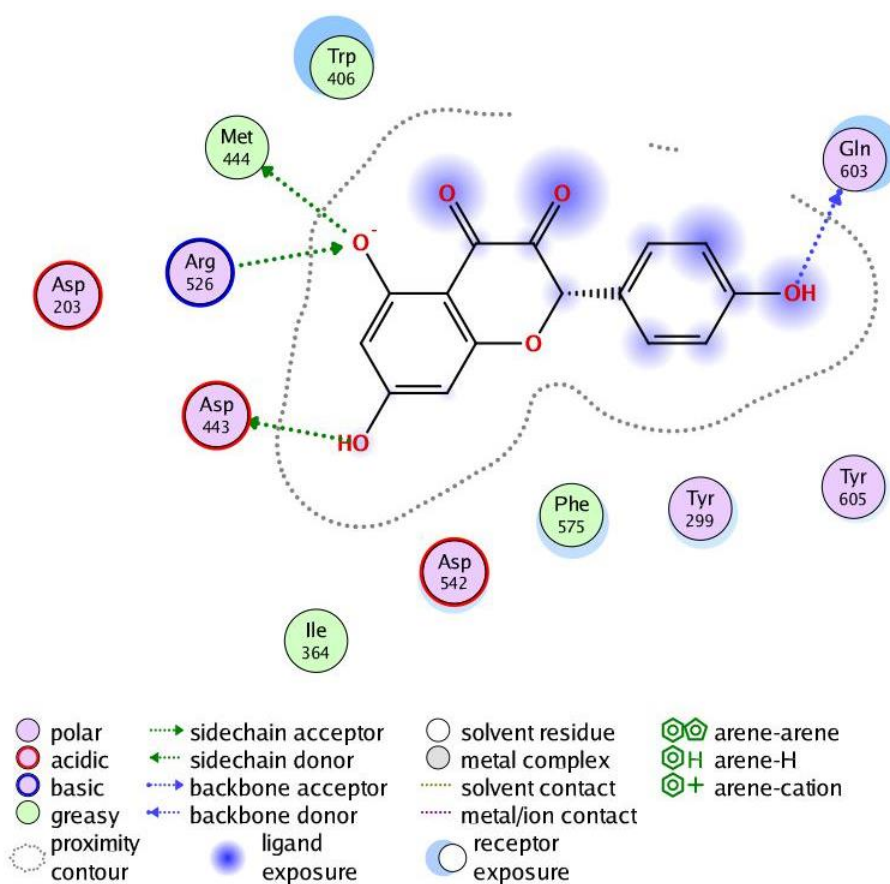 Trp
406
Met
444
Gln
603
O
O
O-
Arg
526
Asp
203
OH
O
Asp
443
HO
Tyr
605
Phe
575
Tyr
299
Asp
542
Ile
364
polar
sidechain acceptor
solvent residue
arene-arene
acidic
sidechain donor
metal complex
H
arene-H
basic
backbone acceptor
solvent contact
+
arene-cation
greasy
backbone donor
metal/ion contact
proximity
contour
ligand
exposure
receptor
exposure